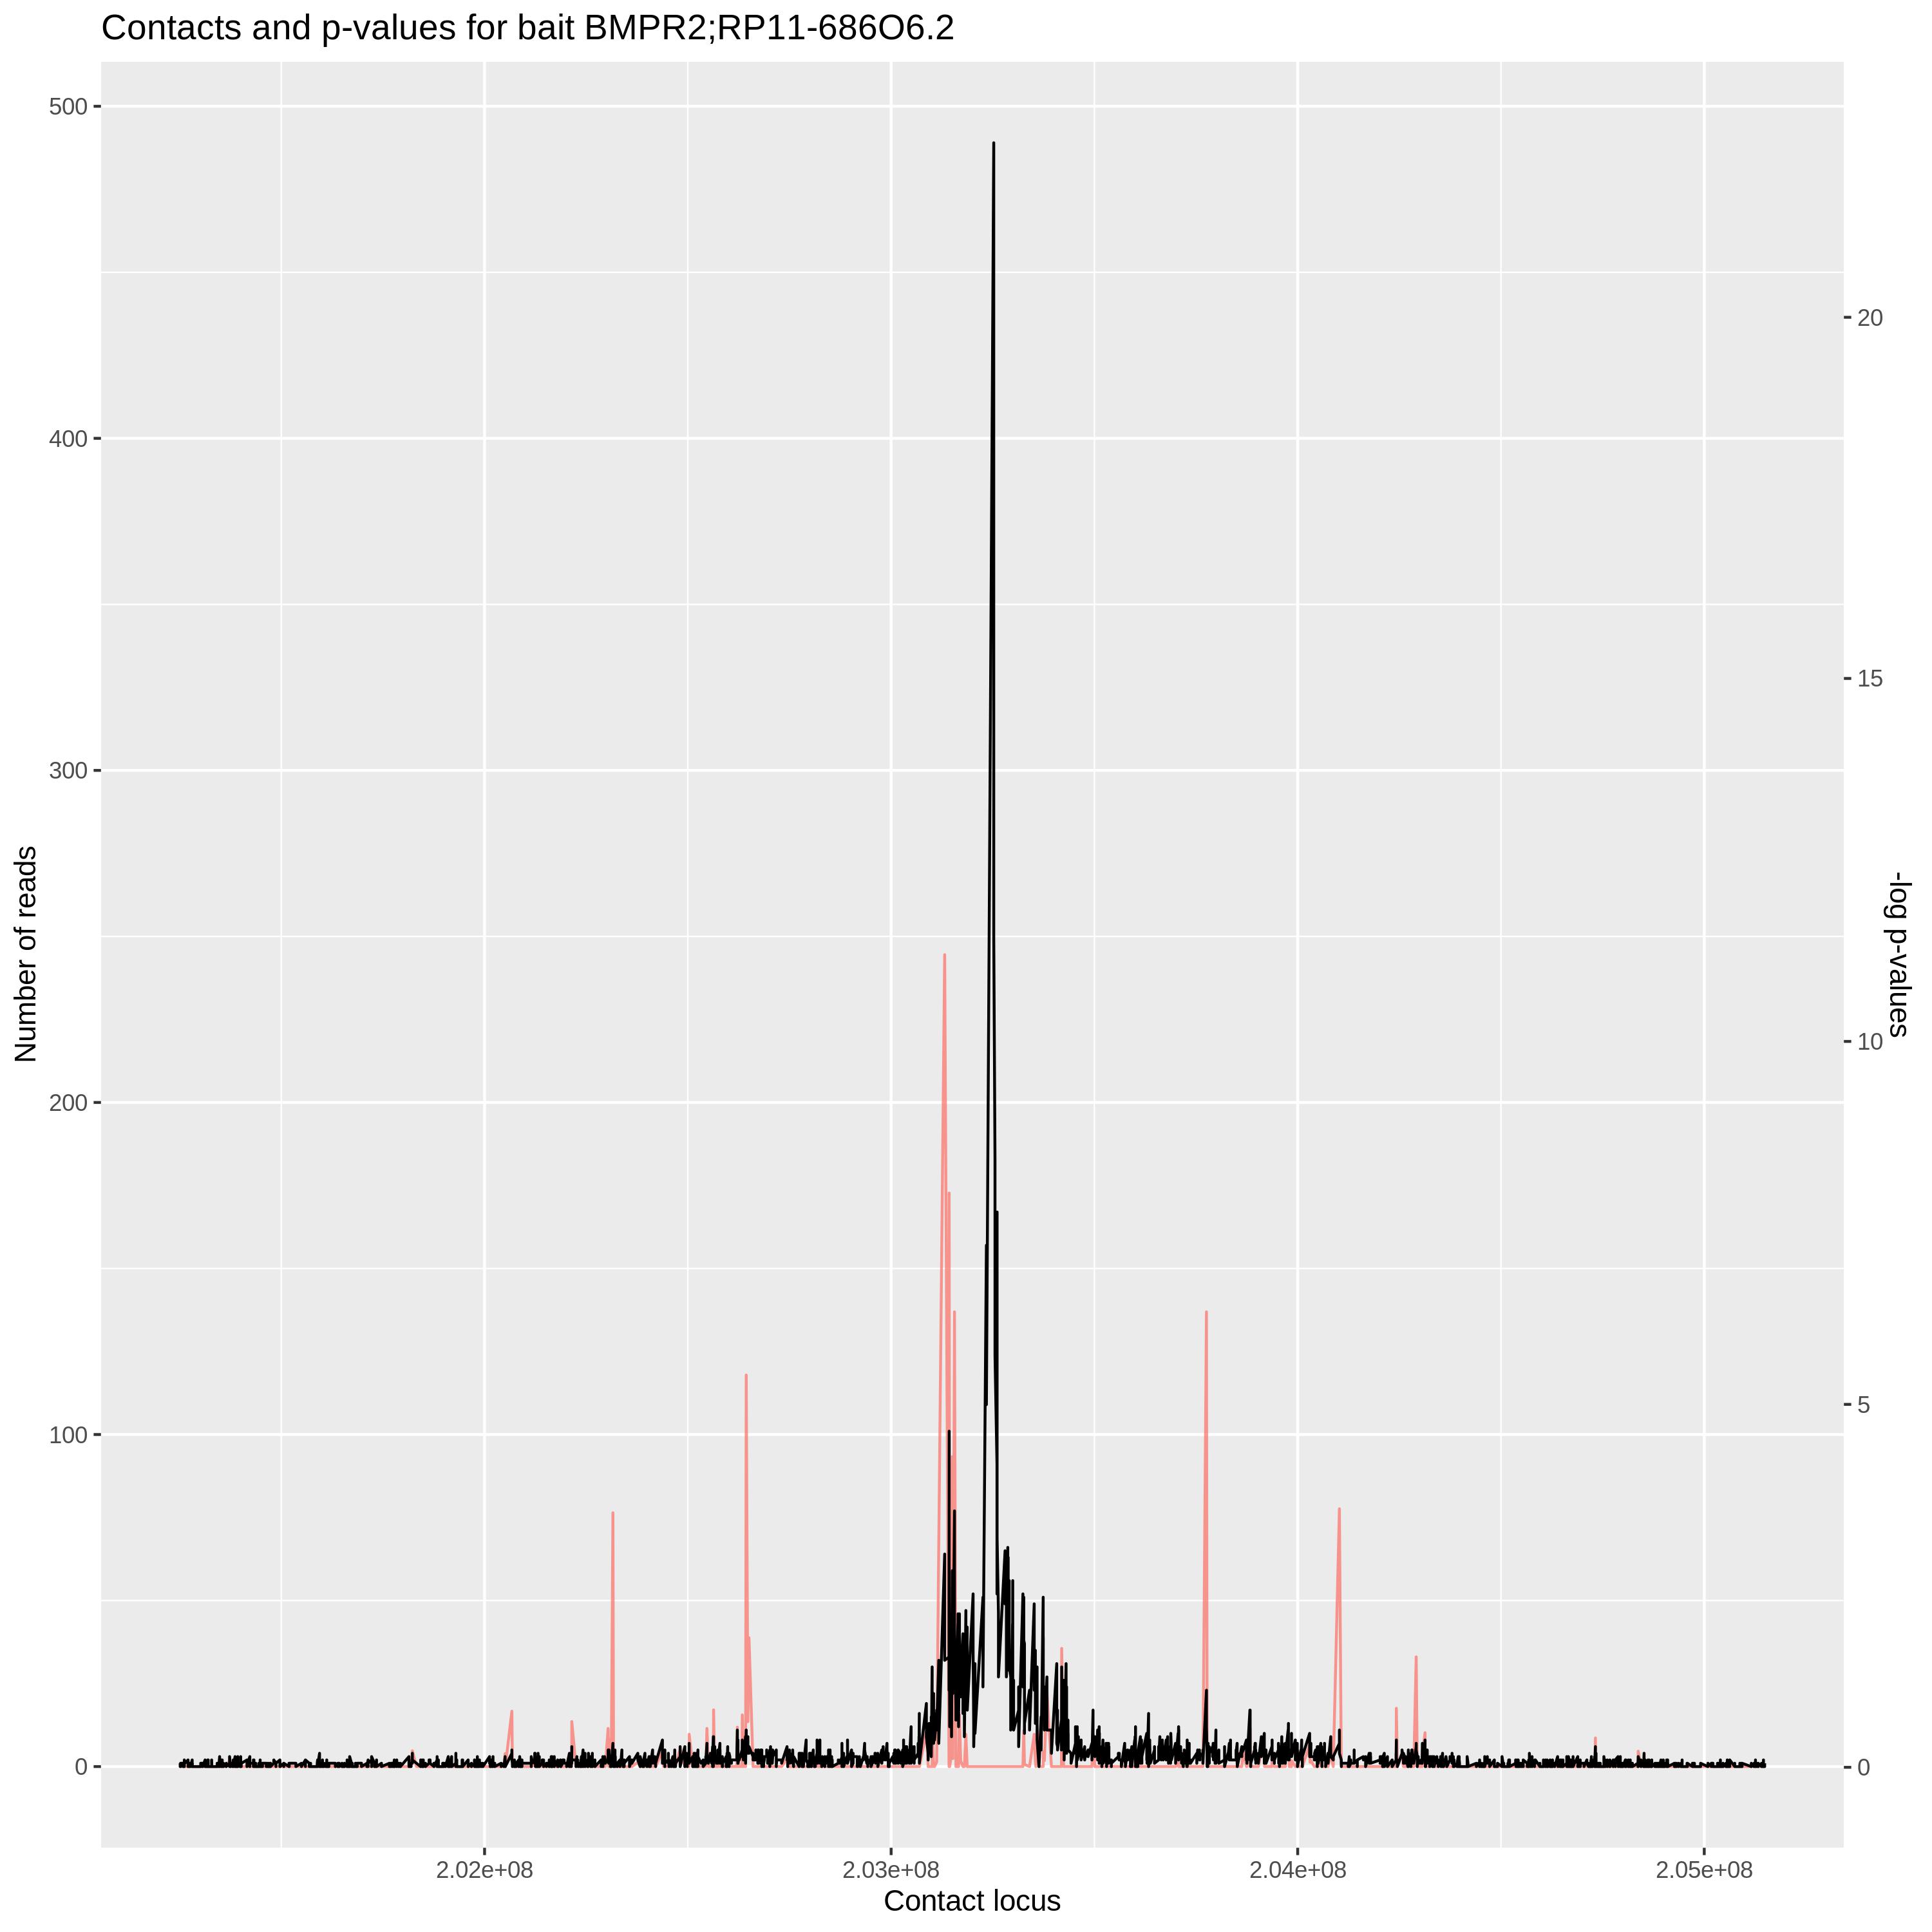 Contacts and p-values for bait BMPR2;RP11-686O6.2
500
400
300
200
100
0
Number of reads
20
15
10
5
0
-log p-values
2.02e+08 2.03e+08 2.04e+08 2.05e+08
Contact locus